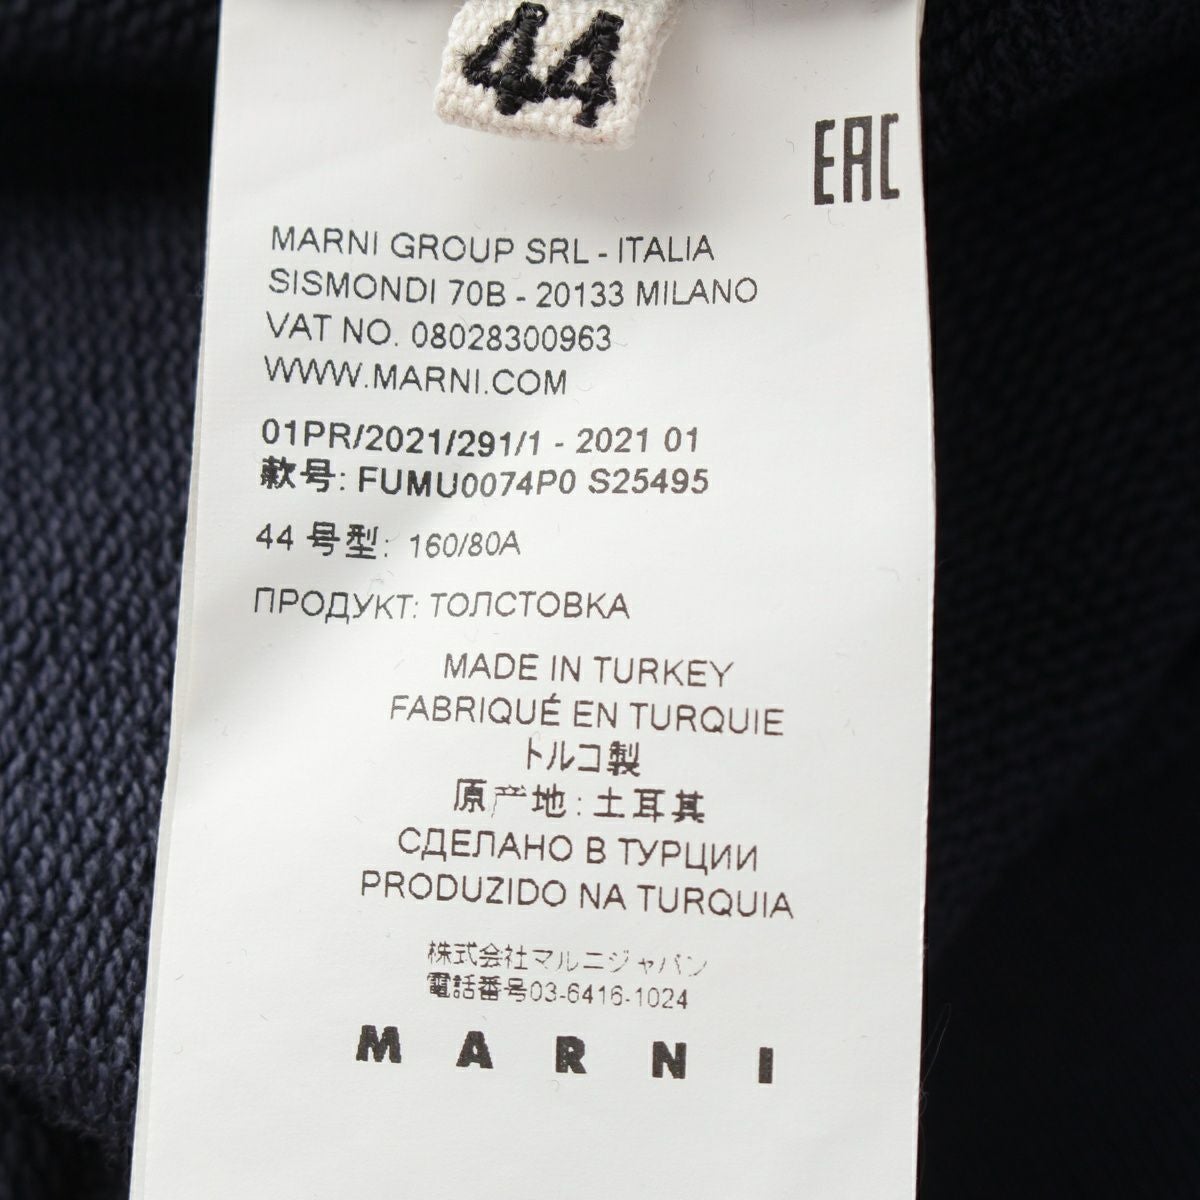 44
EAC
MARNI GROUP SRL - ITALIA
SISMONDI 70B - 20133 MILANO
VAT NO. 08028300963
WWW.MARNI.COM
01PR/2021/291/1 - 2021 01
款号: FUMU0074P0 S25495
44 号型: 160/80A
ПРОДУКТ: ТОЛСТОВКА
MADE IN TURKEY
FABRIQUÉ EN TURQUIE
トルコ製
原产地: 土耳其
СДЕЛАНО В ТУРЦИИ
PRODUZIDO NA TURQUIA
株式会社マルニジャパン
電話番号03-6416-1024
MARNI